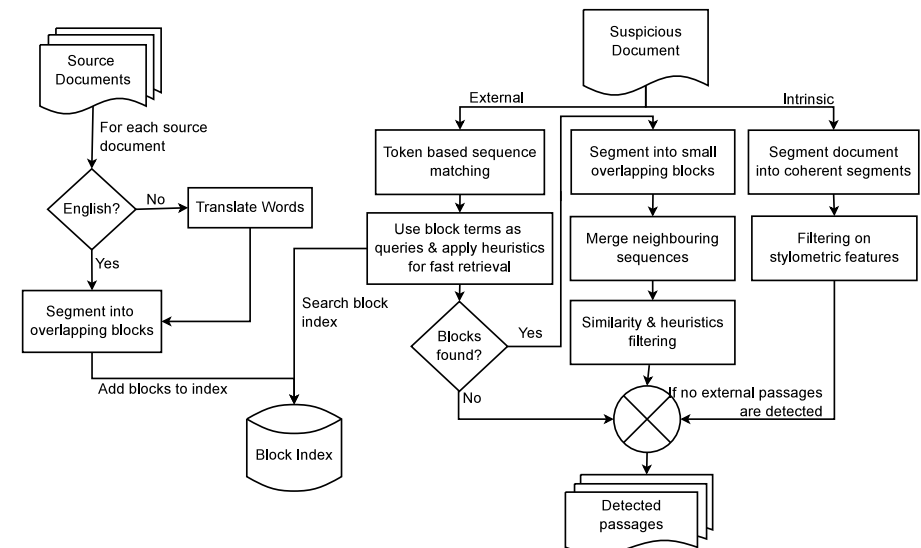 Source
Documents
For each source
document
English?
No
Translate Words
Yes
Segment into
overlapping blocks
Add blocks to index
Search block
index
Block Index
Suspicious
Document
External
Intrinsic
Token based sequence
matching
Use block terms as
queries & apply heuristics
for fast retrieval
Blocks
found?
Yes
No
Segment into small
overlapping blocks
Merge neighbouring
sequences
Similarity & heuristics
filtering
Segment document
into coherent segments
Filtering on
stylometric features
If no external passages
are detected
Detected
passages